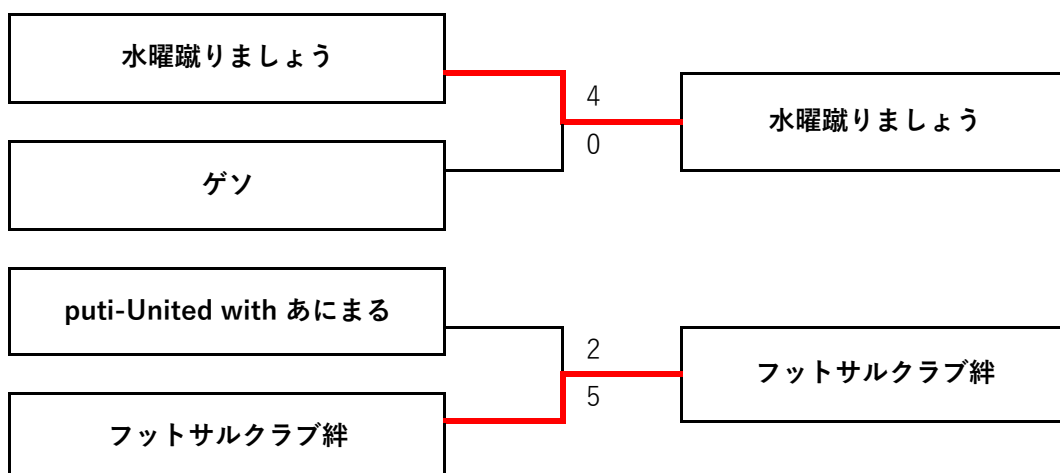 水曜蹴りましょう
4
水曜蹴りましょう
0
ゲソ
puti-United with あにまる
2
フットサルクラブ絆
5
フットサルクラブ絆